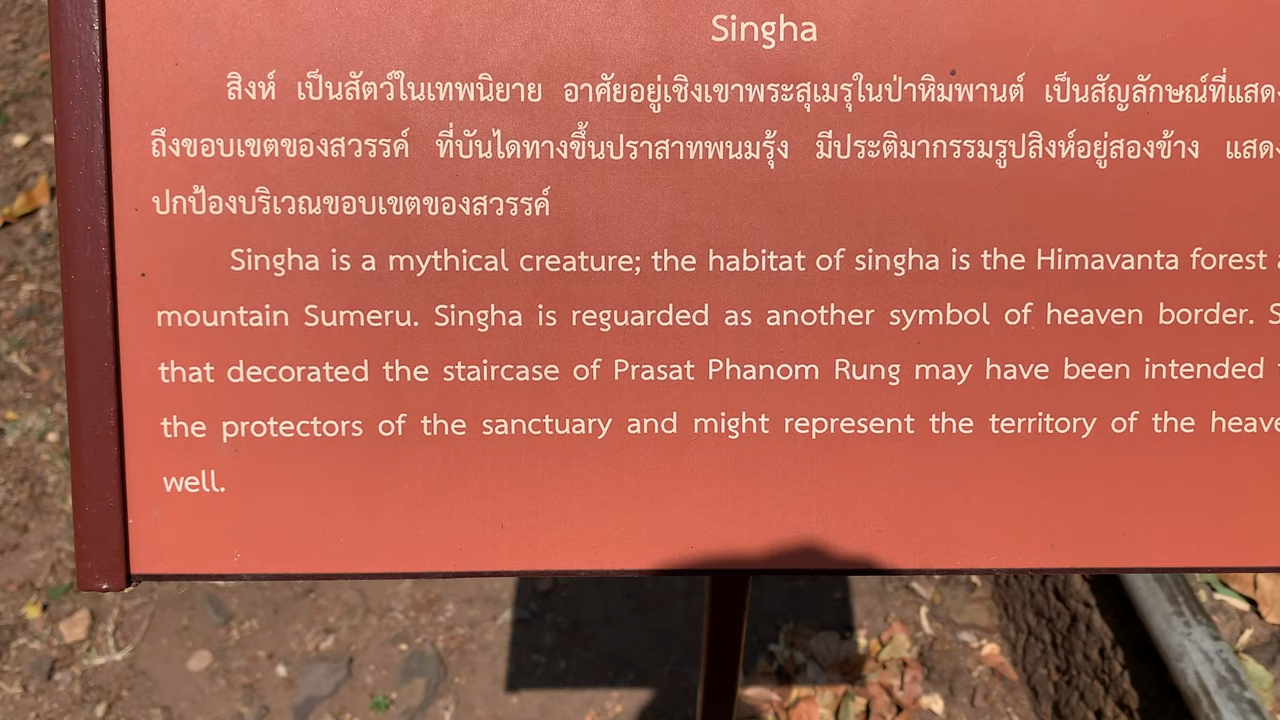 Singha
สิงห์ เป็นสัตว์ในเทพนิยาย อาศัยอยู่เชิงเขาพระสุเมรุในป่าหิมพานต์ เป็นสัญลักษณ์ที่แสดง
ถึงขอบเขตของสวรรค์ ที่บันไดทางขึ้นปราสาทพนมรุ้ง มีประติมากรรมรูปสิงห์อยู่สองข้าง แสดง
ปกป้องบริเวณขอบเขตของสวรรค์
Singha is a mythical creature; the habitat of singha is the Himavanta forest
mountain Sumeru. Singha is reguarded as another symbol of heaven border.
that decorated the staircase of Prasat Phanom Rung may have been intended
the protectors of the sanctuary and might represent the territory of the
well.